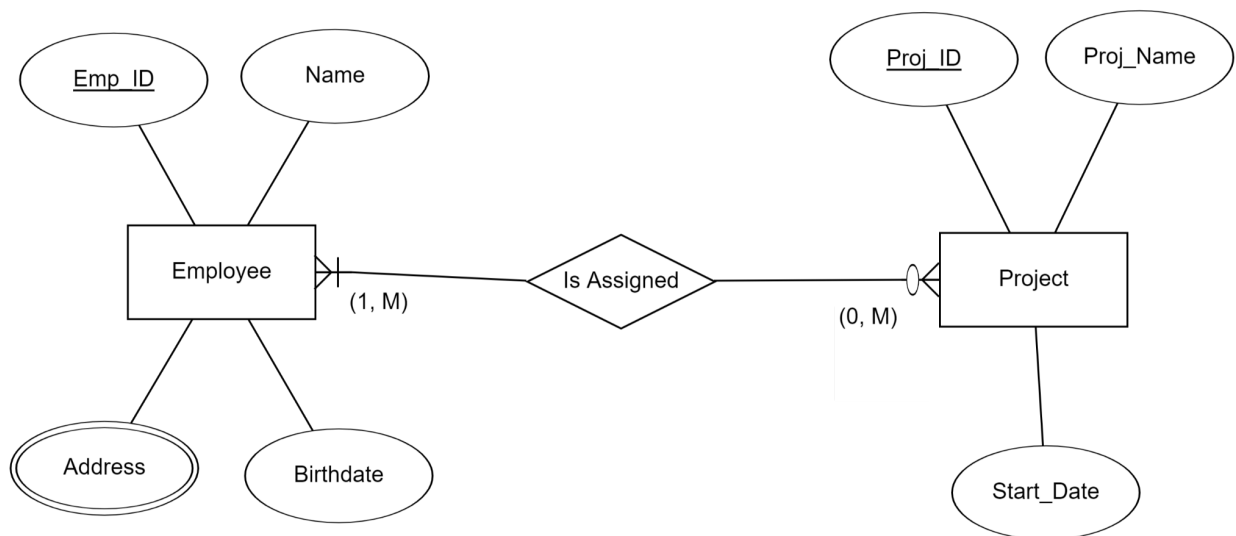 Emp_ID
Name
Proj_ID
Proj_Name
Employee
(1, M)
Is Assigned
(0, M)
Project
Address
Birthdate
Start_Date